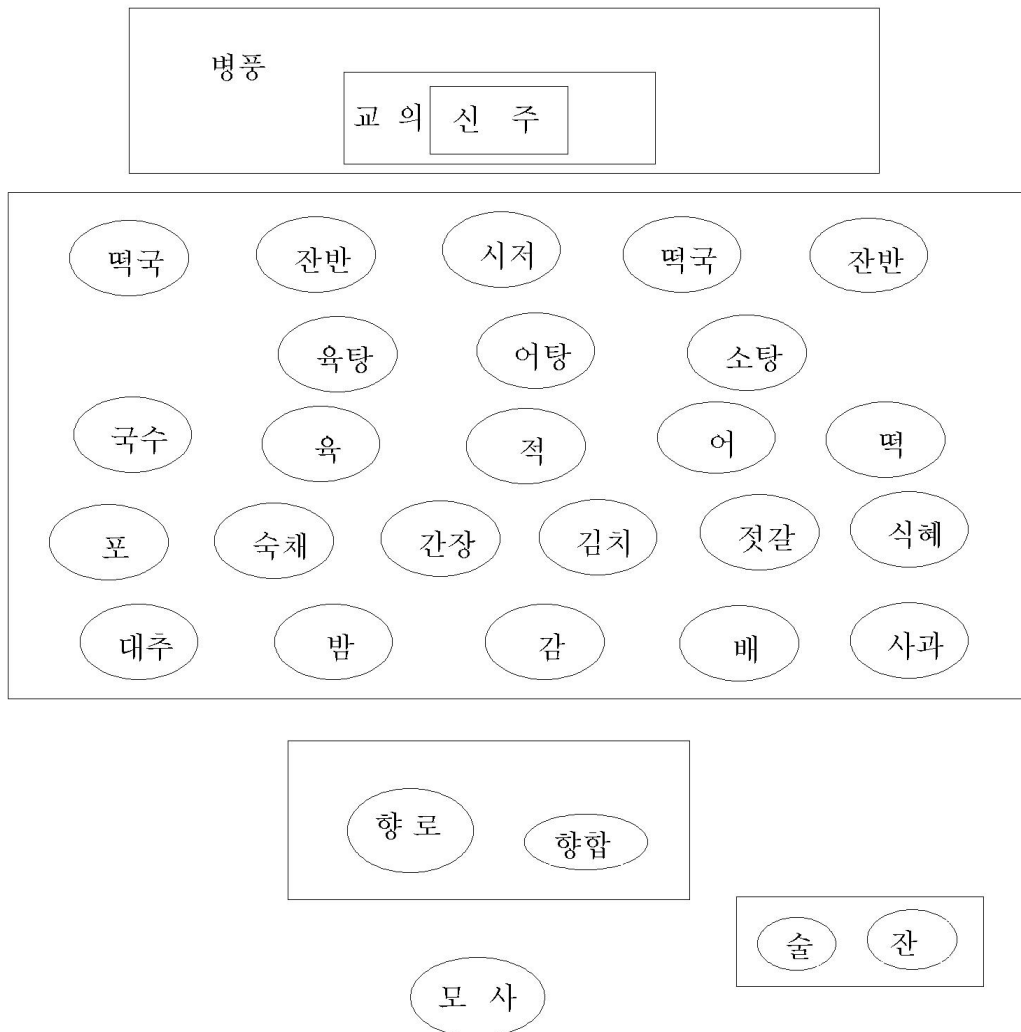 병풍
교 의 신 주
떡국 잔반 시저 떡국 잔반
육탕 어탕 소탕
국수 육 적 어 떡
포 숙채 간장 김치 젓갈 식혜
대추 밤 감 배 사과
향 로 향합
술 잔
모 사